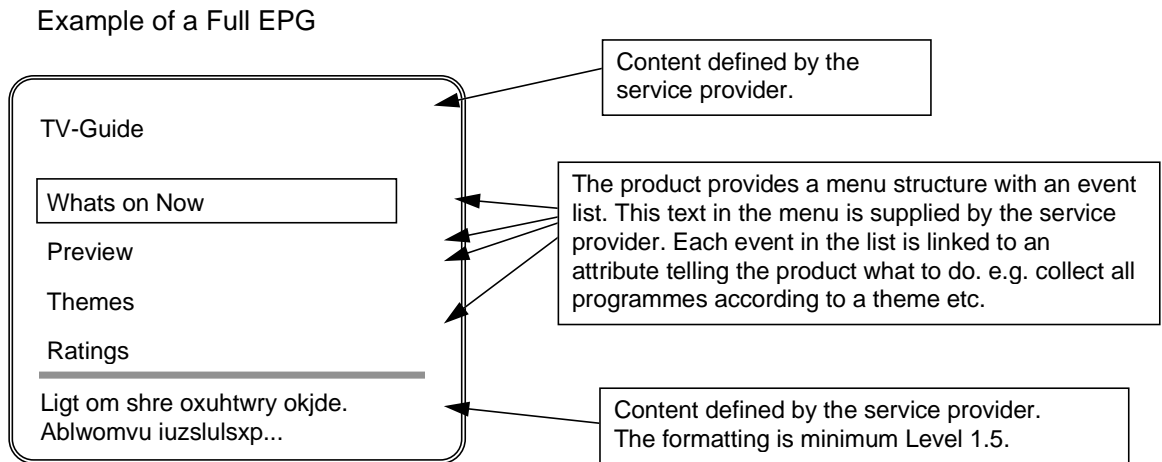 Example of a Full EPG
Content defined by the
service provider.
TV-Guide
Whats on Now
Preview
Themes
Ratings
The product provides a menu structure with an event
list. This text in the menu is supplied by the service
provider. Each event in the list is linked to an
attribute telling the product what to do. e.g. collect all
programmes according to a theme etc.
Ligt om shre oxuhtwry okjde.
Ablwomvu iuzslulsxp...
Content defined by the service provider.
The formatting is minimum Level 1.5.